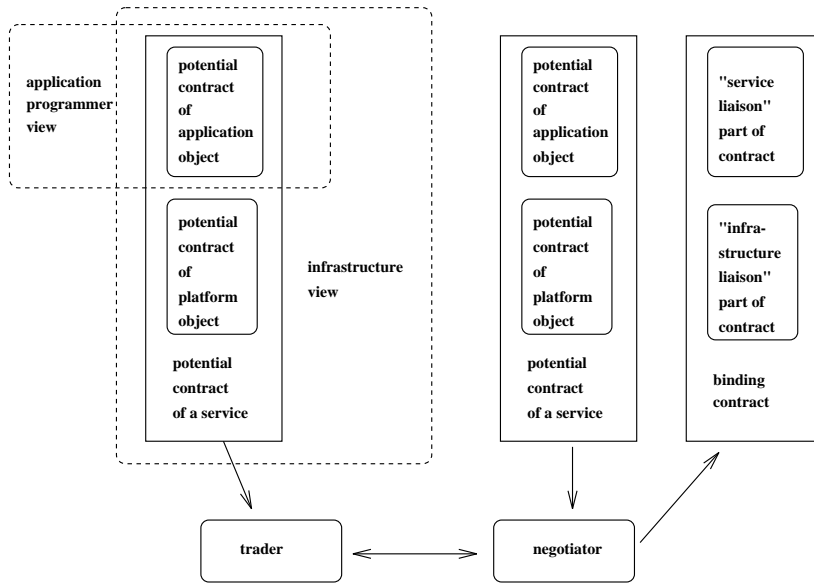 application
programmer
view
potential
contract
of
application
object
potential
contract
of
platform
object
potential
contract
of a service
infrastructure
view
potential
contract
of
application
object
potential
contract
of
platform
object
potential
contract
of a service
"service
liaison"
part of
contract
"infra-
structure
liaison"
part of
contract
binding
contract
trader
negotiator